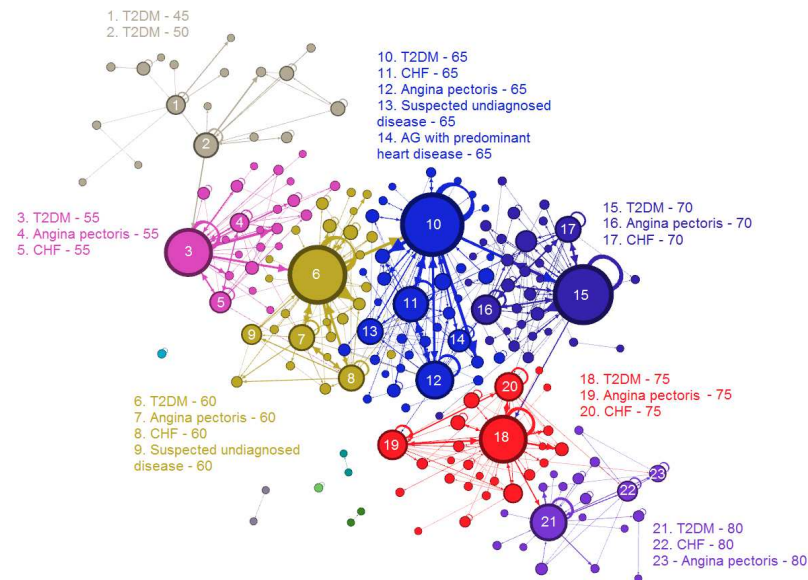 1. T2DM - 45
2. T2DM - 50
10. T2DM - 65
11. CHF - 65
12. Angina pectoris - 65
13. Suspected undiagnosed
disease - 65
14. AG with predominant
heart disease - 65
3. T2DM - 55
4. Angina pectoris - 55
5. CHF - 55
15. T2DM - 70
16. Angina pectoris - 70
17. CHF - 70
6. T2DM - 60
7. Angina pectoris - 60
8. CHF - 60
9. Suspected undiagnosed
disease - 60
18. T2DM - 75
19. Angina pectoris - 75
20. CHF - 75
21. T2DM - 80
22. CHF - 80
23 - Angina pectoris - 80
1
2
3
4
5
6
7
8
9
10
11
12
13
14
15
16
17
18
19
20
21
22
23